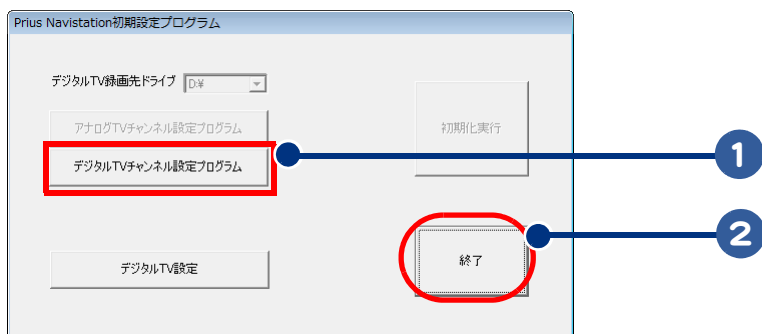 Prius Navistation初期設定プログラム
デジタルTV録画先ドライブ D:¥
アナログTVチャンネル設定プログラム
初期化実行
デジタルTVチャンネル設定プログラム
1
2
デジタルTV設定
終了